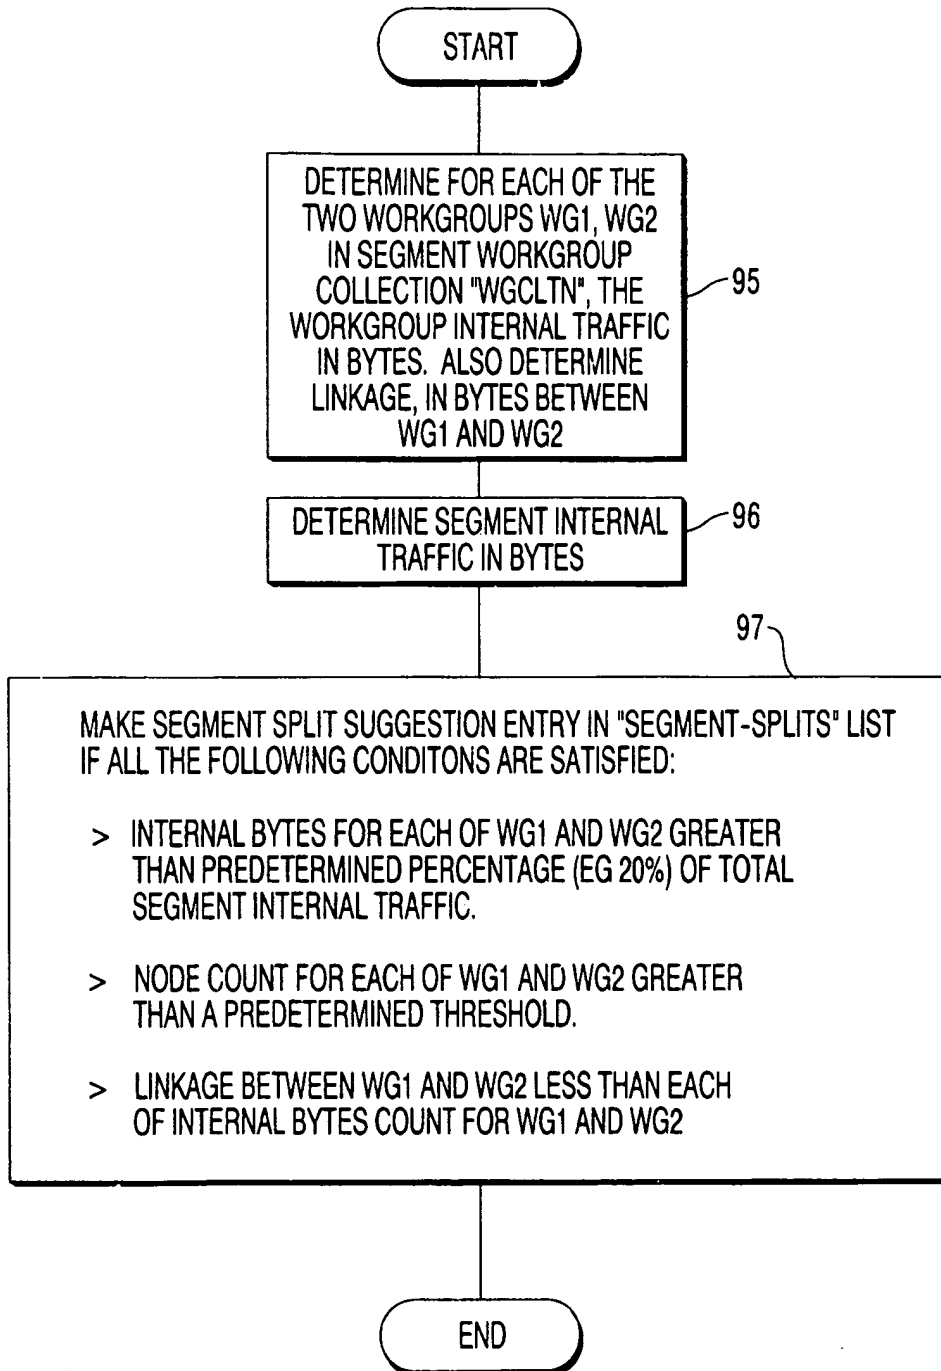 START
DETERMINE FOR EACH OF THE
TWO WORKGROUPS WG1, WG2
IN SEGMENT WORKGROUP
COLLECTION "WGCLTN", THE
WORKGROUP INTERNAL TRAFFIC
IN BYTES. ALSO DETERMINE
LINKAGE, IN BYTES BETWEEN
WG1 AND WG2
95
DETERMINE SEGMENT INTERNAL
TRAFFIC IN BYTES
96
97
MAKE SEGMENT SPLIT SUGGESTION ENTRY IN "SEGMENT-SPLITS" LIST
IF ALL THE FOLLOWING CONDITONS ARE SATISFIED:
> INTERNAL BYTES FOR EACH OF WG1 AND WG2 GREATER
THAN PREDETERMINED PERCENTAGE (EG 20%) OF TOTAL
SEGMENT INTERNAL TRAFFIC.
> NODE COUNT FOR EACH OF WG1 AND WG2 GREATER
THAN A PREDETERMINED THRESHOLD.
> LINKAGE BETWEEN WG1 AND WG2 LESS THAN EACH
OF INTERNAL BYTES COUNT FOR WG1 AND WG2
END